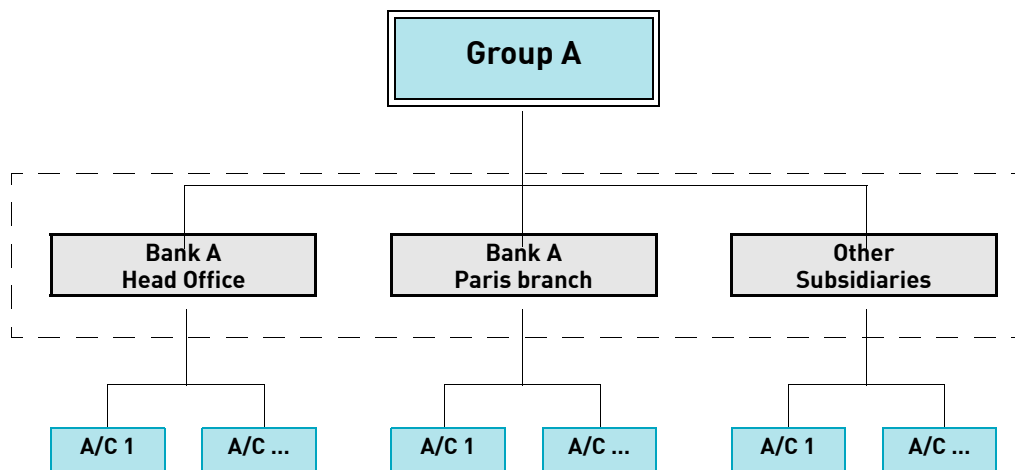 Group A
Bank A
Head Office
Bank A
Paris branch
Other
Subsidiaries
A/C 1
A/C ...
A/C 1
A/C ...
A/C 1
A/C ...